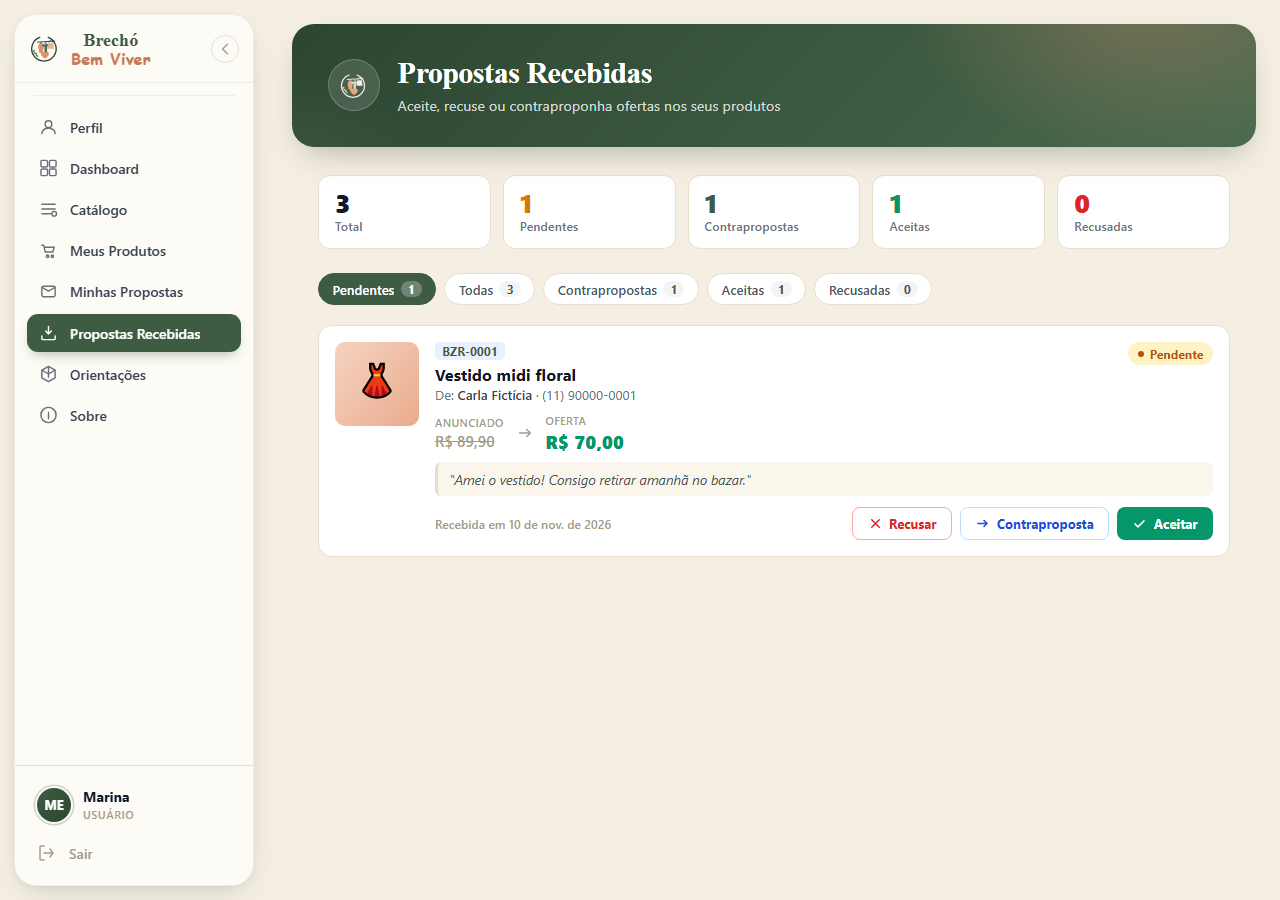 Brechó
Bem Viver
Perfil
Dashboard
Catálogo
Meus Produtos
Minhas Propostas
Propostas Recebidas
Orientações
Sobre
ME
Marina
USUÁRIO
Sair
Propostas Recebidas
Aceite, recuse ou contraproponha ofertas nos seus produtos
3
Total
1
Pendentes
1
Contrapropostas
1
Aceitas
0
Recusadas
Pendentes 1
Todas 3
Contrapropostas 1
Aceitas 1
Recusadas 0
BZR-0001
Pendente
Vestido midi floral
De: Carla Fictícia · (11) 90000-0001
ANUNCIADO
R$ 89,90
OFERTA
R$ 70,00
"Amei o vestido! Consigo retirar amanhã no bazar."
Recebida em 10 de nov. de 2026
Recusar
Contraproposta
Aceitar